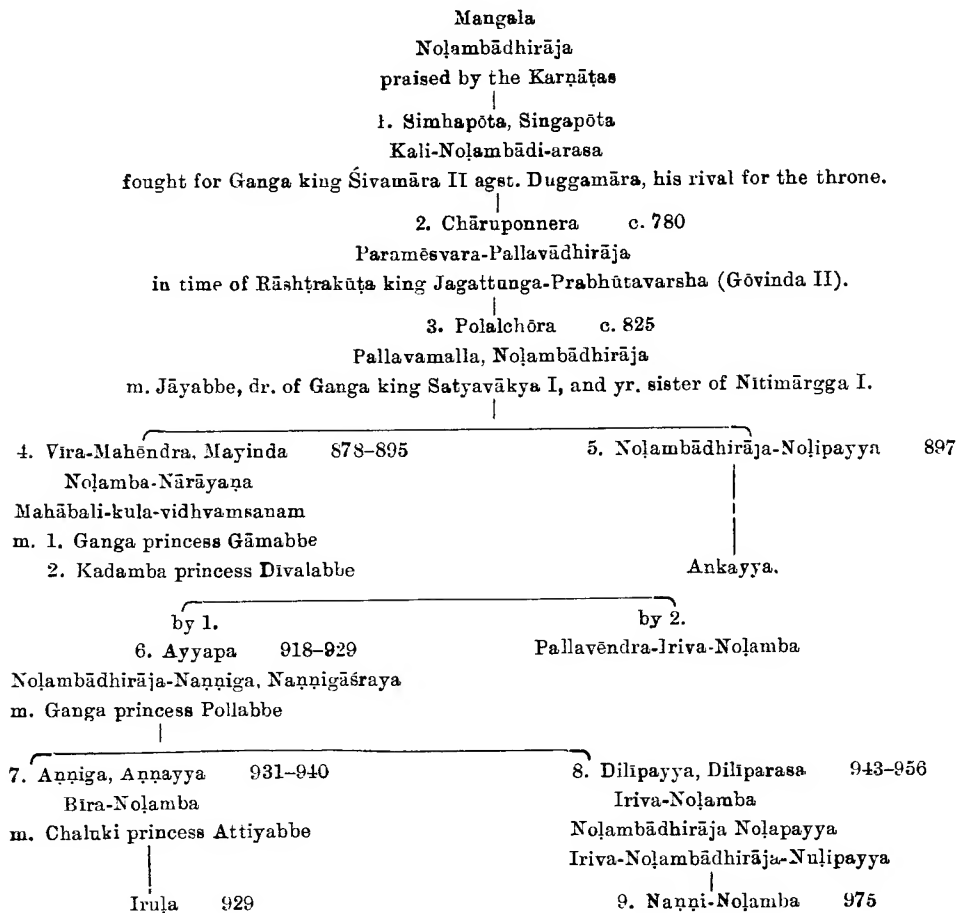 Mangala
Noḷambādhirāja
praised by the Karṇāṭas
1. Simhapōta, Singapōta
Kali-Noḷambādi-arasa
fought for Ganga king Śivamāra II agst. Duggamāra, his rival for the throne.
2. Chāruponnera c. 780
Paramēsvara-Pallavādhirāja
in time of Rāshṭrakūṭa king Jagattunga-Prabhūtavarsha (Gōvinda II).
3. Polalchōra c. 825
Pallavamalla, Noḷambādhirāja
m. Jāyabbe, dr. of Ganga king Satyavākya I, and yr. sister of Nītimārgga I.
4. Vīra-Mahēndra, Mayinda 878–895 5. Noḷambādhirāja-Noḷipayya 897
Noḷamba-Nārāyaṇa
Mahābali-kula-vidhvamsanam
m. 1. Ganga princess Gāmabbe
2. Kadamba princess Dīvalabbe Ankayya.
by 1. by 2.
6. Ayyapa 918–929 Pallavēndra-Iriva-Noḷamba
Noḷambādhirāja-Naṇṇiga, Naṇṇigāśraya
m. Ganga princess Pollabbe
7. Aṇṇiga, Aṇṇayya 931–940 8. Dilīpayya, Dilīparasa 943–956
Bīra-Noḷamba Iriva-Noḷamba
m. Chaluki princess Attiyabbe Noḷambādhirāja Noḷapayya
Iriva-Noḷambādhirāja-Nuḷipayya
Iruḷa 929 9. Naṇṇi-Noḷamba 975